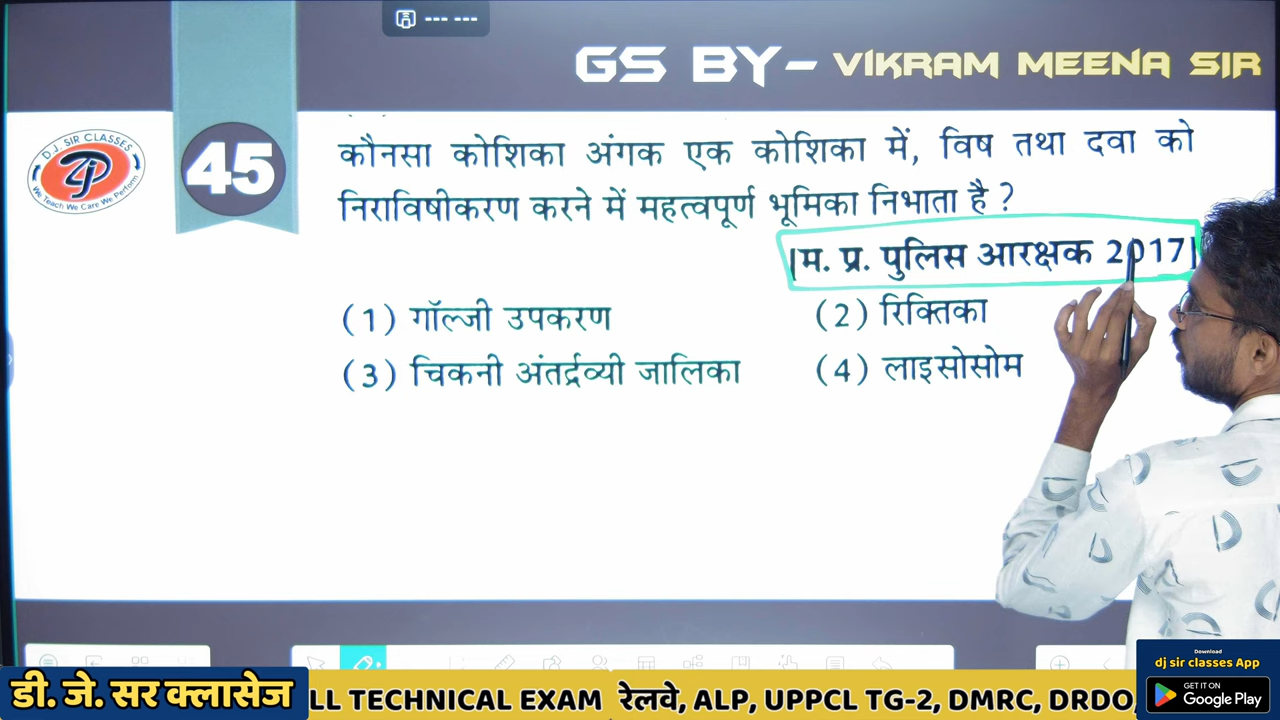 GS BY- VIKRAM MEENA SIR
D.J. SIR CLASSES
We Teach We Care We Perform
45
कौनसा कोशिका अंगक एक कोशिका में, विष तथा दवा को
निराविषीकरण करने में महत्वपूर्ण भूमिका निभाता है ?
[म. प्र. पुलिस आरक्षक 2017]
(1) गॉल्जी उपकरण
(2) रिक्तिका
(3) चिकनी अंतर्द्रव्यी जालिका
(4) लाइसोसोम
डी. जे. सर क्लासेज
LL TECHNICAL EXAM रेलवे, ALP, UPPCL TG-2, DMRC, DRDO,
Download
dj sir classes App
GET IT ON
Google Play